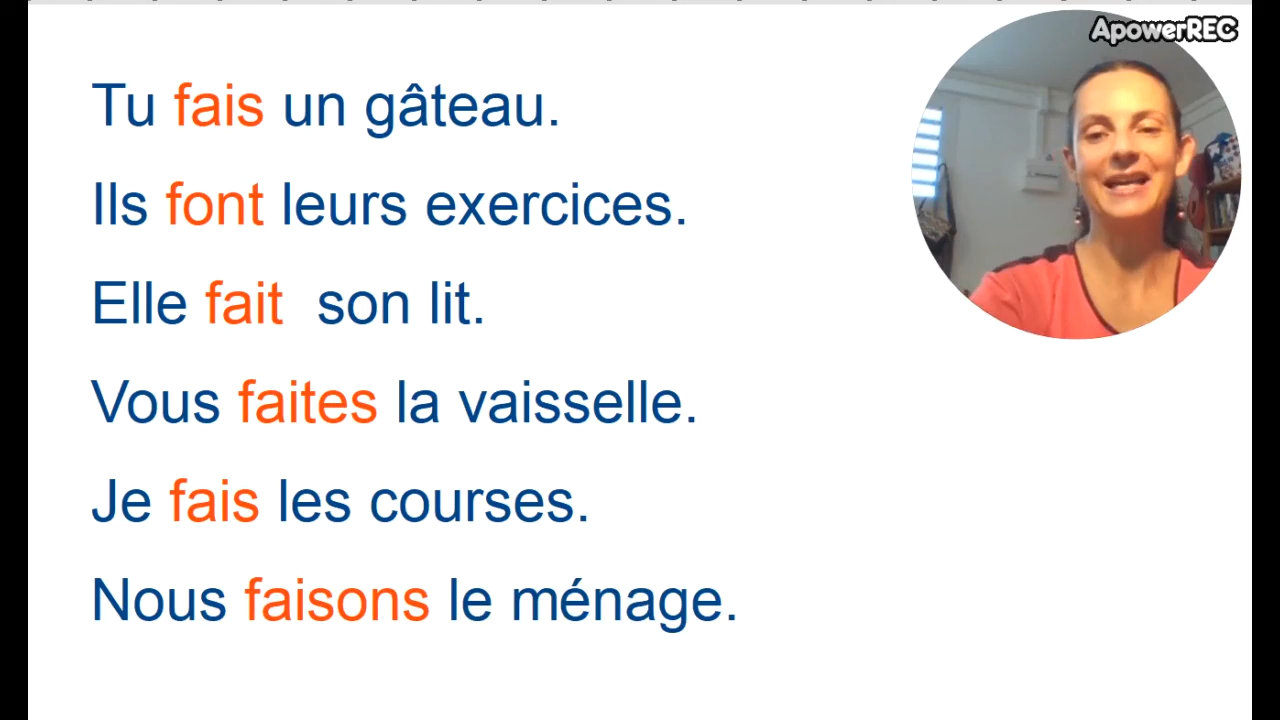 ApowerREC
Tu fais un gâteau.
Ils font leurs exercices.
Elle fait son lit.
Vous faites la vaisselle.
Je fais les courses.
Nous faisons le ménage.